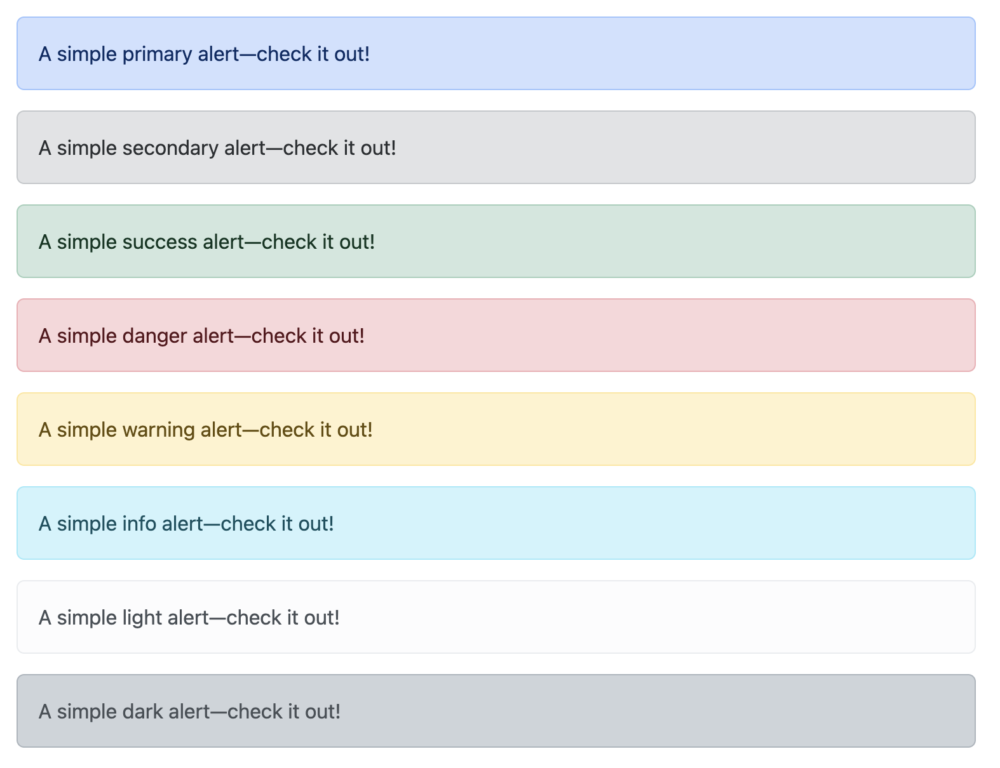 A simple primary alert—check it out!
A simple secondary alert—check it out!
A simple success alert—check it out!
A simple danger alert—check it out!
A simple warning alert—check it out!
A simple info alert—check it out!
A simple light alert—check it out!
A simple dark alert—check it out!